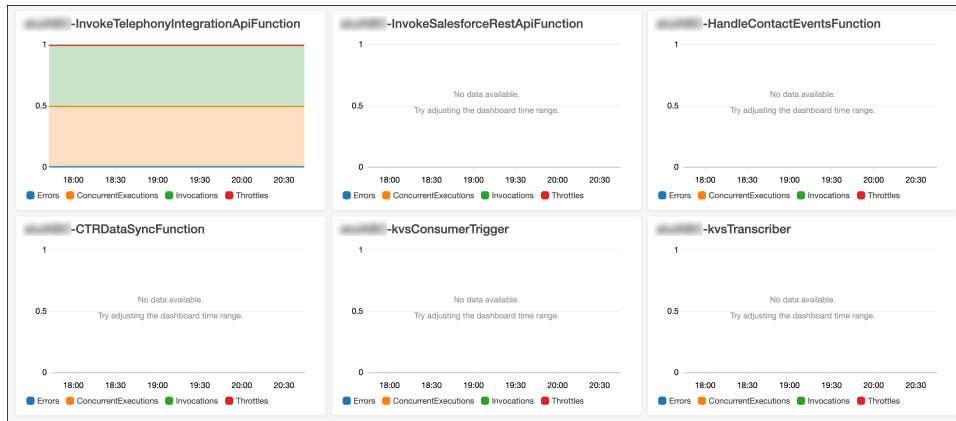 -InvokeTelephonyIntegrationApiFunction
1
0.5
0
18:00 18:30 19:00 19:30 20:00 20:30
Errors ConcurrentExecutions Invocations Throttles
-InvokeSalesforceRestApiFunction
1
No data available.
0.5 Try adjusting the dashboard time range.
0
18:00 18:30 19:00 19:30 20:00 20:30
Errors ConcurrentExecutions Invocations Throttles
-HandleContactEventsFunction
1
No data available.
0.5 Try adjusting the dashboard time range.
0
18:00 18:30 19:00 19:30 20:00 20:30
Errors ConcurrentExecutions Invocations Throttles
-CTRDataSyncFunction
1
No data available.
0.5 Try adjusting the dashboard time range.
0
18:00 18:30 19:00 19:30 20:00 20:30
Errors ConcurrentExecutions Invocations Throttles
-kvsConsumerTrigger
1
No data available.
0.5 Try adjusting the dashboard time range.
0
18:00 18:30 19:00 19:30 20:00 20:30
Errors ConcurrentExecutions Invocations Throttles
-kvsTranscriber
1
No data available.
0.5 Try adjusting the dashboard time range.
0
18:00 18:30 19:00 19:30 20:00 20:30
Errors ConcurrentExecutions Invocations Throttles